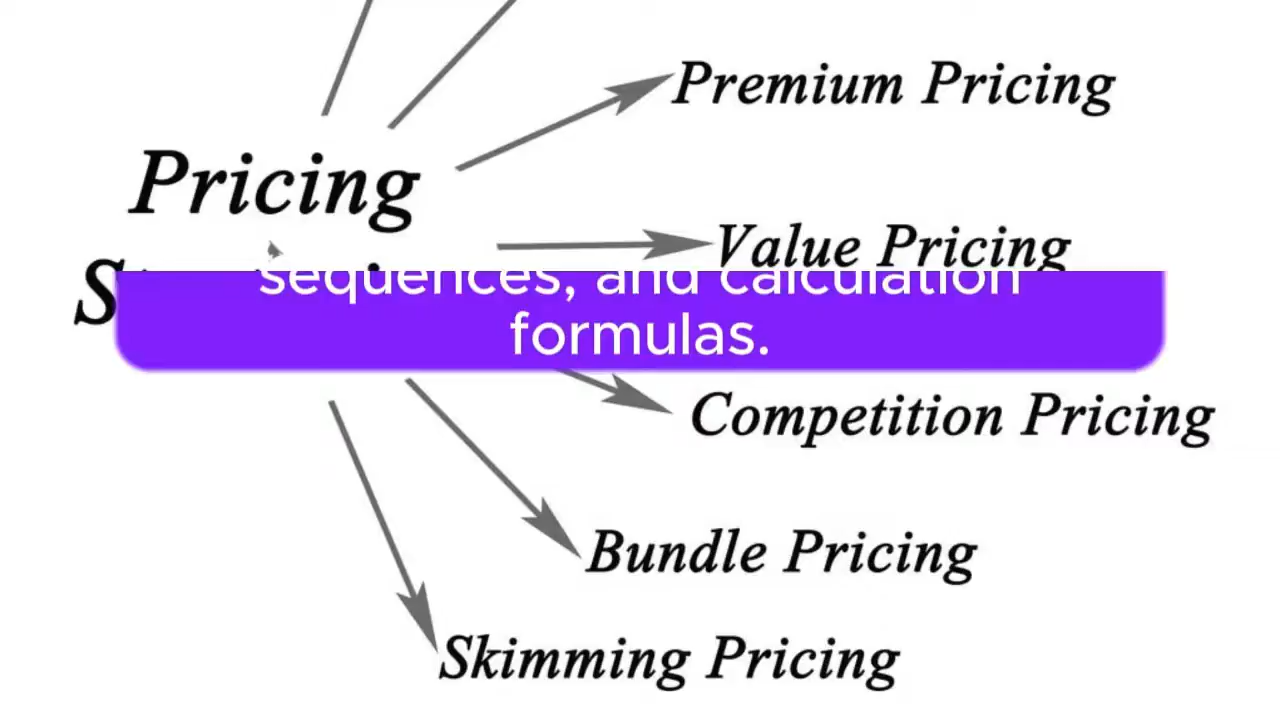 Premium Pricing
Pricing
Value Pricing
sequences, and calculation
formulas.
Competition Pricing
Bundle Pricing
Skimming Pricing